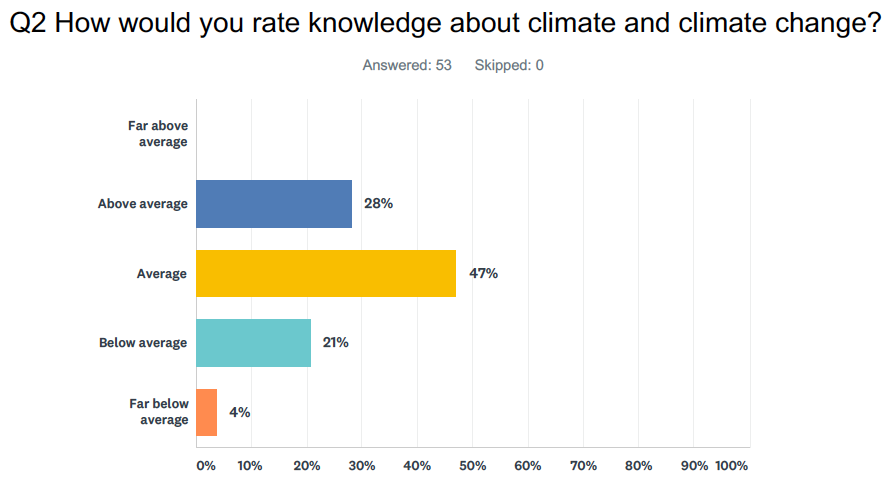 Q2 How would you rate knowledge about climate and climate change?
Answered: 53 Skipped: 0
Far above
average
Above average 28%
Average 47%
Below average 21%
Far below
average 4%
0% 10% 20% 30% 40% 50% 60% 70% 80% 90% 100%